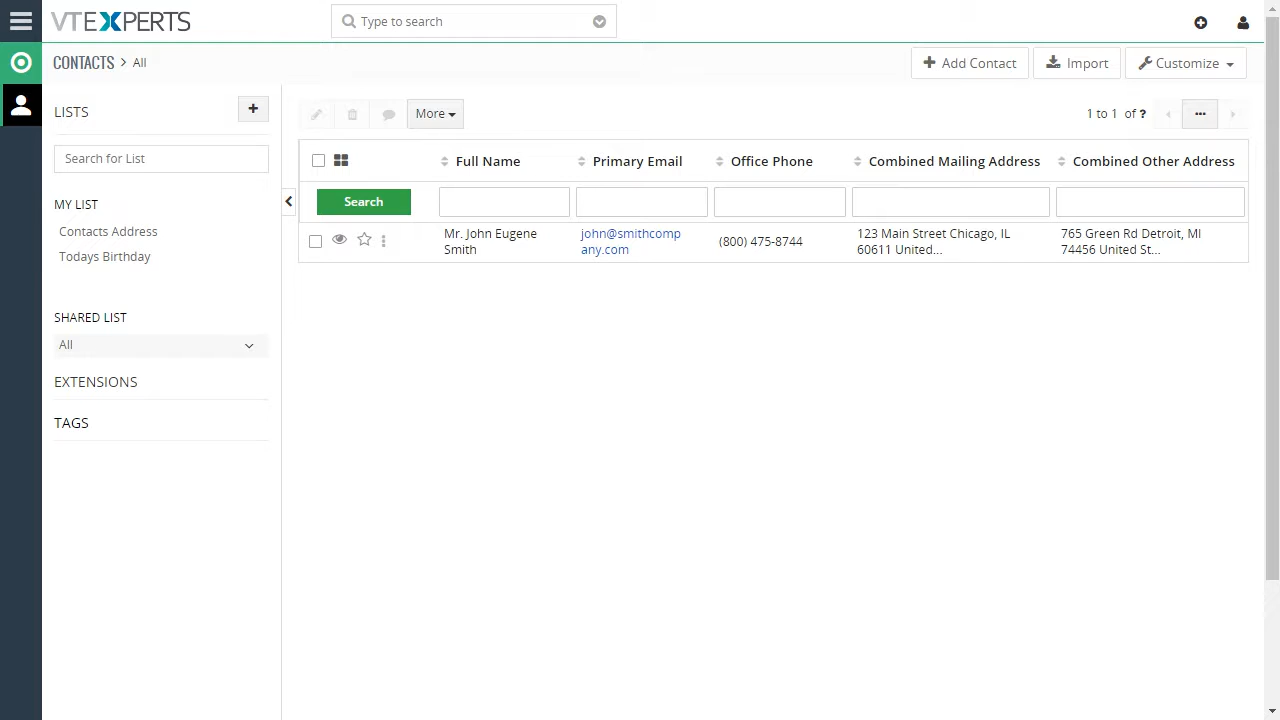 VTEXPERTS
Type to search
CONTACTS > All
Add Contact
Import
Customize
LISTS
+
Search for List
MY LIST
Contacts Address
Todays Birthday
SHARED LIST
All
EXTENSIONS
TAGS
More
1 to 1 of ?
Full Name
Primary Email
Office Phone
Combined Mailing Address
Combined Other Address
Search
Mr. John Eugene
Smith
john@smithcomp
any.com
(800) 475-8744
123 Main Street Chicago, IL
60611 United...
765 Green Rd Detroit, MI
74456 United St...